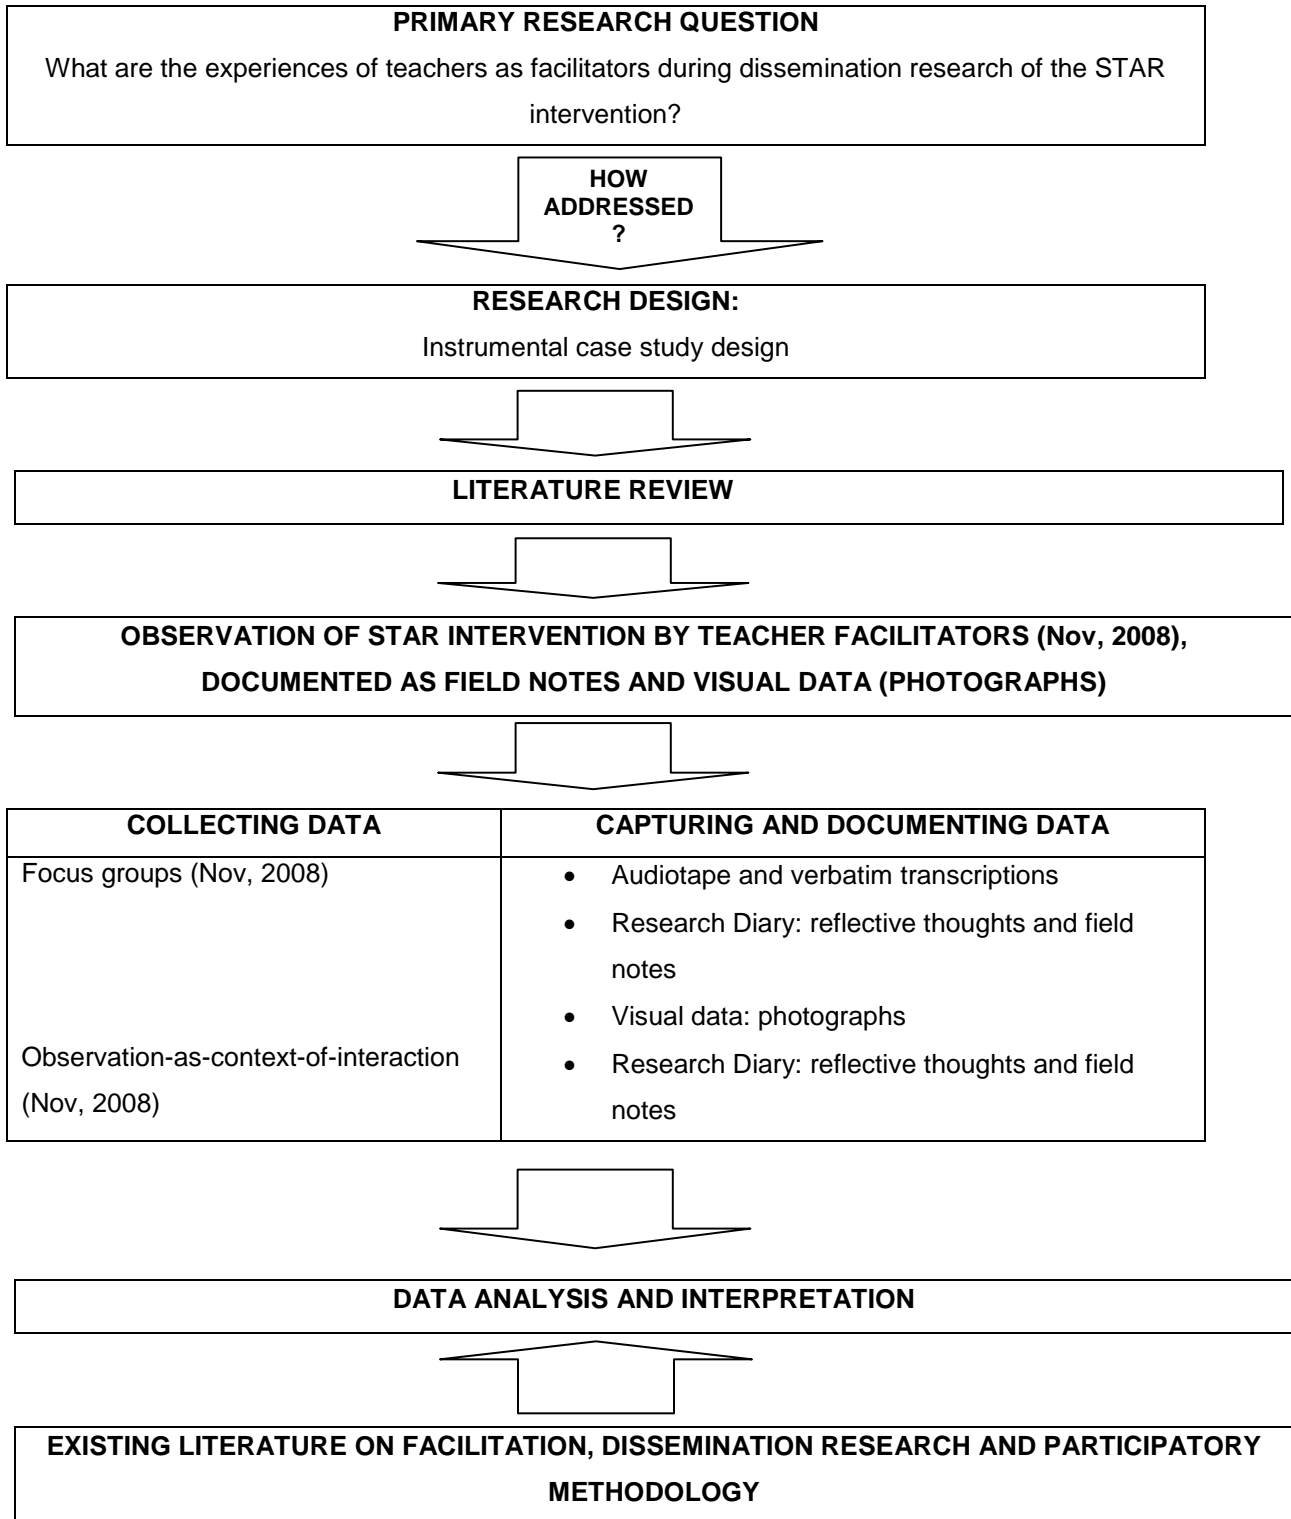 PRIMARY RESEARCH QUESTION
What are the experiences of teachers as facilitators during dissemination research of the STAR
intervention?
HOW
ADDRESSED
?
RESEARCH DESIGN:
Instrumental case study design
LITERATURE REVIEW
OBSERVATION OF STAR INTERVENTION BY TEACHER FACILITATORS (Nov, 2008),
DOCUMENTED AS FIELD NOTES AND VISUAL DATA (PHOTOGRAPHS)
COLLECTING DATA
Focus groups (Nov, 2008)
Observation-as-context-of-interaction
(Nov, 2008)
CAPTURING AND DOCUMENTING DATA
• Audiotape and verbatim transcriptions
• Research Diary: reflective thoughts and field
notes
• Visual data: photographs
• Research Diary: reflective thoughts and field
notes
DATA ANALYSIS AND INTERPRETATION
EXISTING LITERATURE ON FACILITATION, DISSEMINATION RESEARCH AND PARTICIPATORY
METHODOLOGY